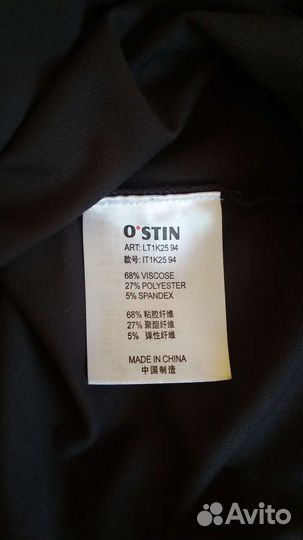 O'STIN
ART: LT1K25 94
款号: IT1K25 94
68% VISCOSE
27% POLYESTER
5% SPANDEX
68% 粘胶纤维
27% 聚酯纤维
5% 弹性纤维
MADE IN CHINA
中国制造
Avito